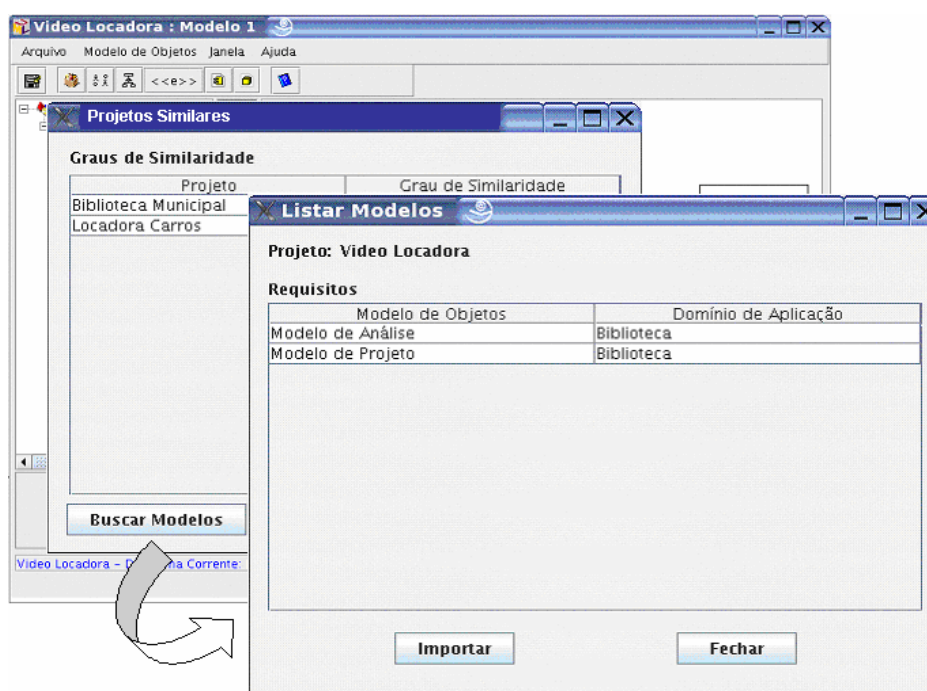 Video Locadora : Modelo 1
Arquivo Modelo de Objetos Janela Ajuda
<<e>>
Projetos Similares
Graus de Similaridade
Projeto Grau de Similaridade
Biblioteca Municipal
Locadora Carros
Listar Modelos
Projeto: Video Locadora
Requisitos
Modelo de Objetos Domínio de Aplicação
Modelo de Análise Biblioteca
Modelo de Projeto Biblioteca
Buscar Modelos
Video Locadora - D na Corrente:
Importar Fechar